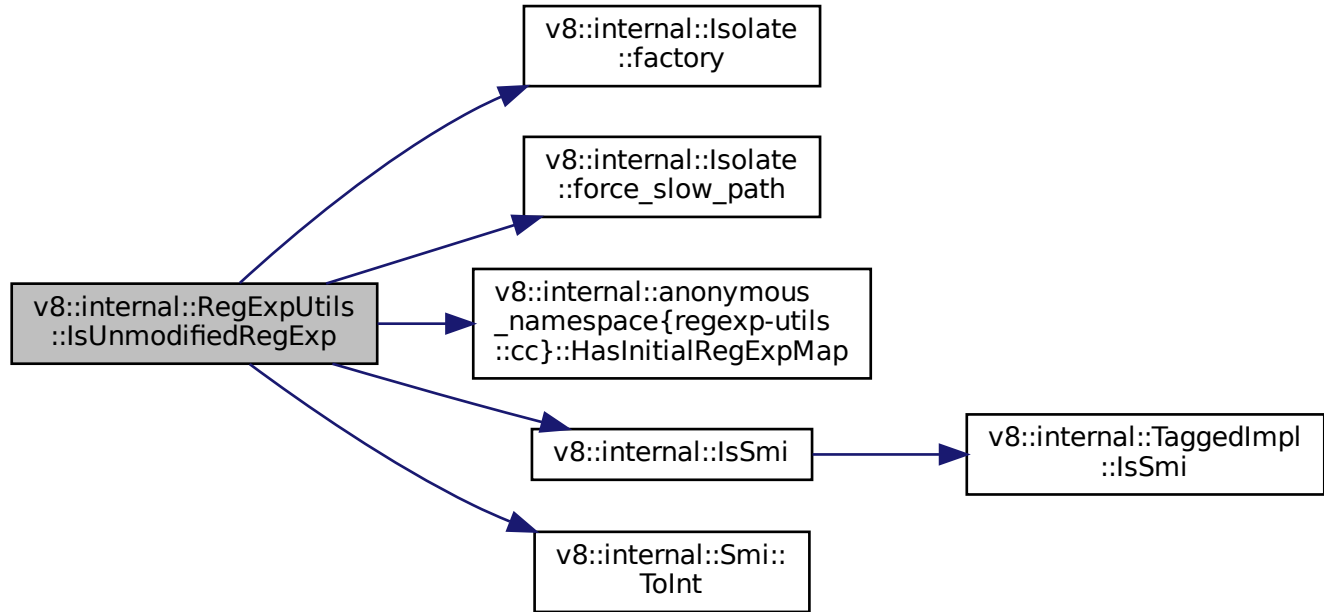 v8::internal::Isolate
::factory
v8::internal::Isolate
::force_slow_path
v8::internal::RegExpUtils
::IsUnmodifiedRegExp
v8::internal::anonymous
_namespace{regexp-utils
::cc}::HasInitialRegExpMap
v8::internal::IsSmi
v8::internal::TaggedImpl
::IsSmi
v8::internal::Smi::
ToInt